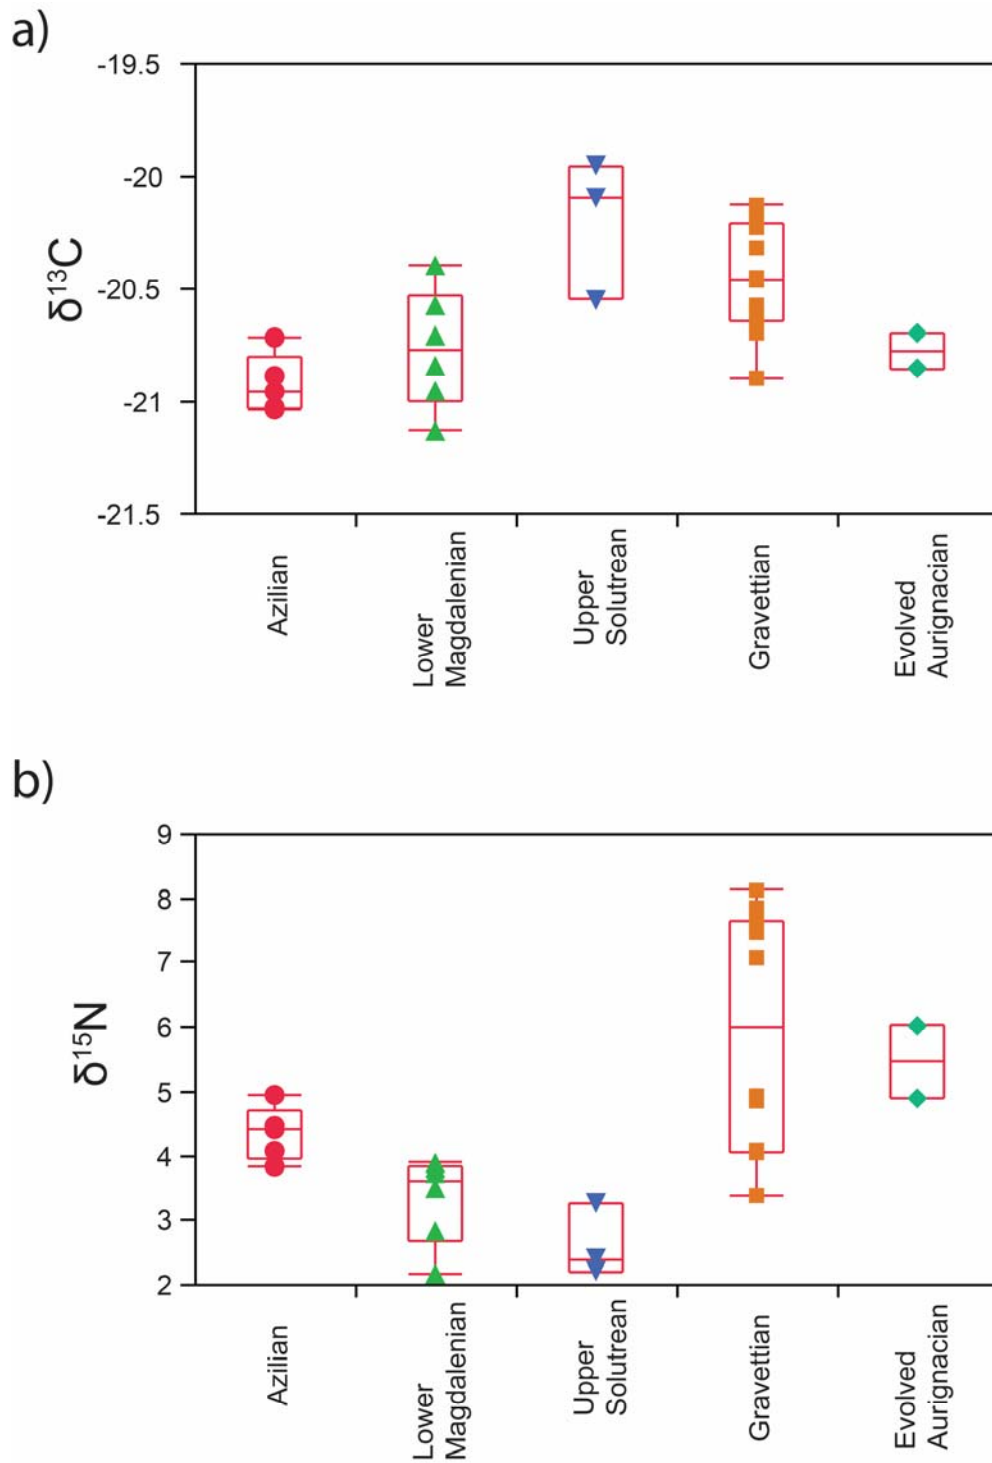 a)
-19.5
-20
-20.5
-21
-21.5
δ13C
Azilian
Lower
Magdalenian
Upper
Solutrean
Gravettian
Evolved
Aurignacian
b)
9
8
7
6
5
4
3
2
δ15N
Azilian
Lower
Magdalenian
Upper
Solutrean
Gravettian
Evolved
Aurignacian